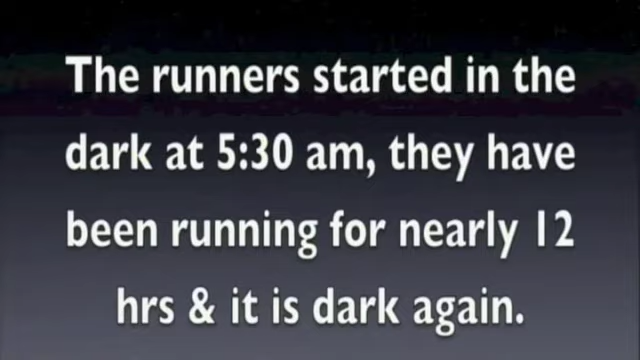 The runners started in the
dark at 5:30 am, they have
been running for nearly 12
hrs & it is dark again.